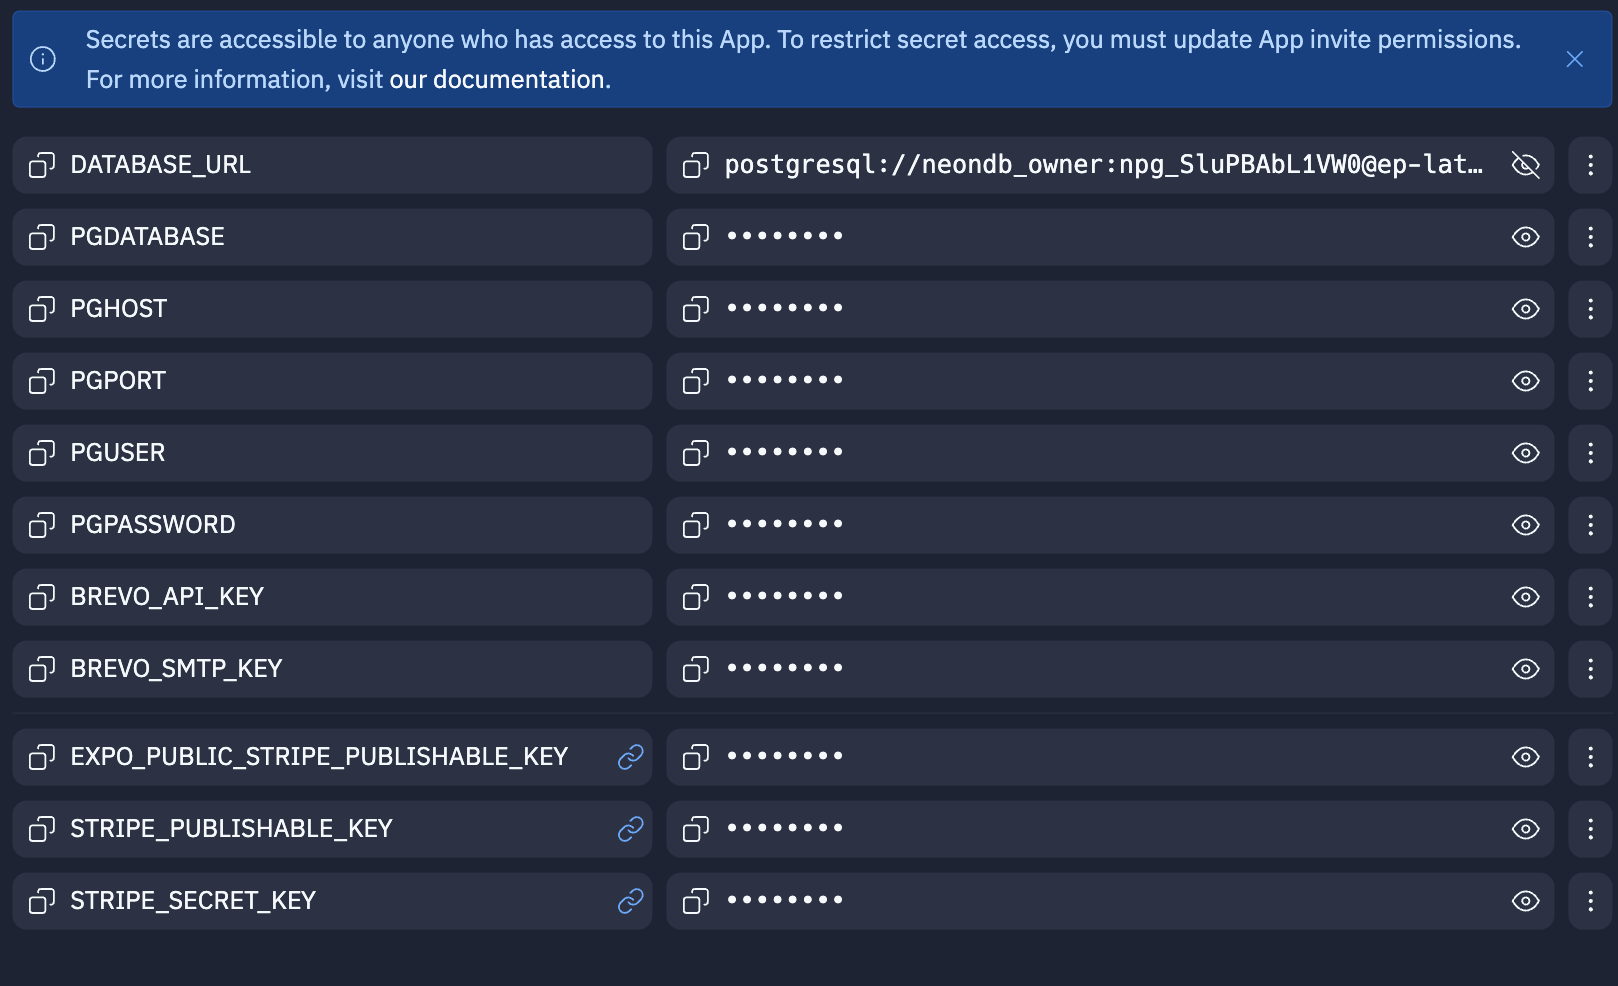 Secrets are accessible to anyone who has access to this App. To restrict secret access, you must update App invite permissions.
For more information, visit our documentation.
DATABASE_URL
postgresql://neondb_owner:npg_SluPBAbL1VW0@ep-lat…
PGDATABASE
••••••••
PGHOST
••••••••
PGPORT
••••••••
PGUSER
••••••••
PGPASSWORD
••••••••
BREVO_API_KEY
••••••••
BREVO_SMTP_KEY
••••••••
EXPO_PUBLIC_STRIPE_PUBLISHABLE_KEY
••••••••
STRIPE_PUBLISHABLE_KEY
••••••••
STRIPE_SECRET_KEY
••••••••